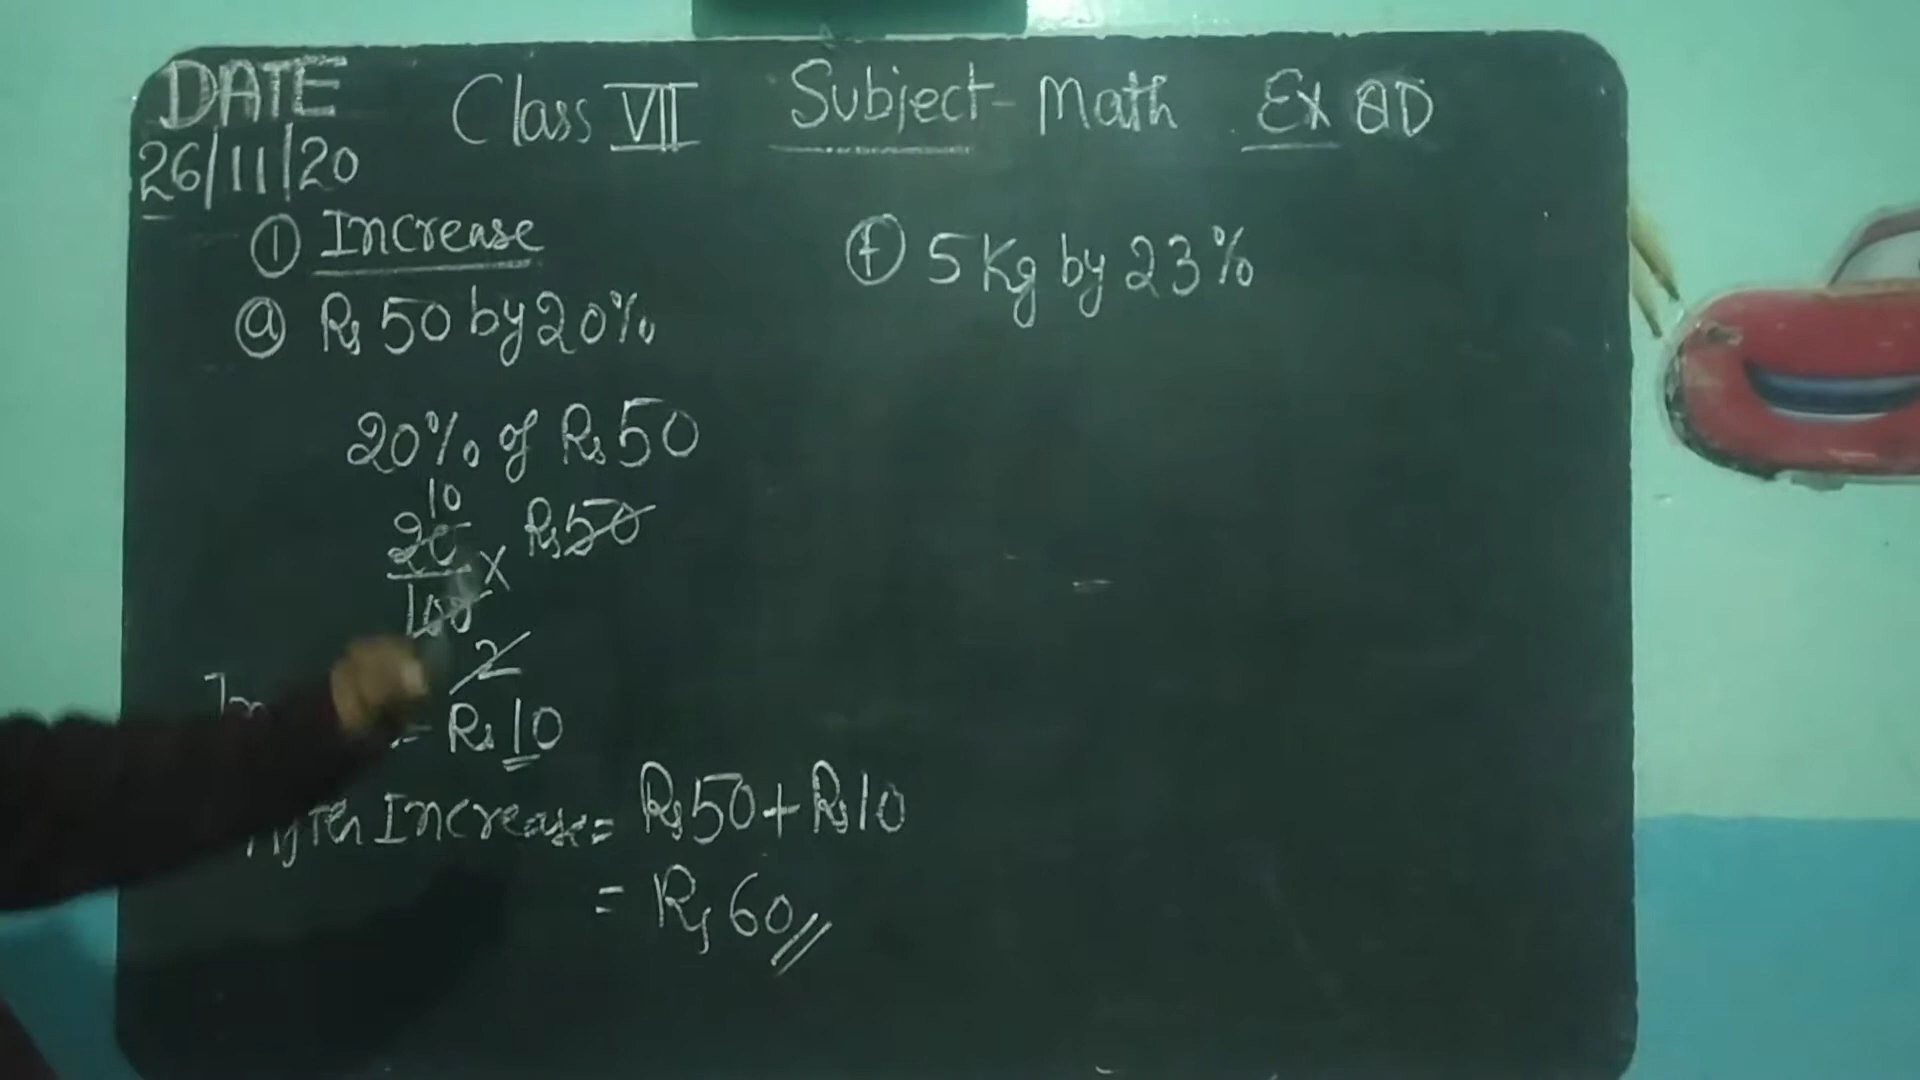 DATE
26/11/20
Class VII Subject - Math Ex 8D
① Increase
ⓐ Rs 50 by 20%
20% of Rs 50
10
20/100 × Rs 50
2
= Rs 10
After Increase = Rs 50 + Rs 10
= Rs 60
ⓕ 5 Kg by 23%